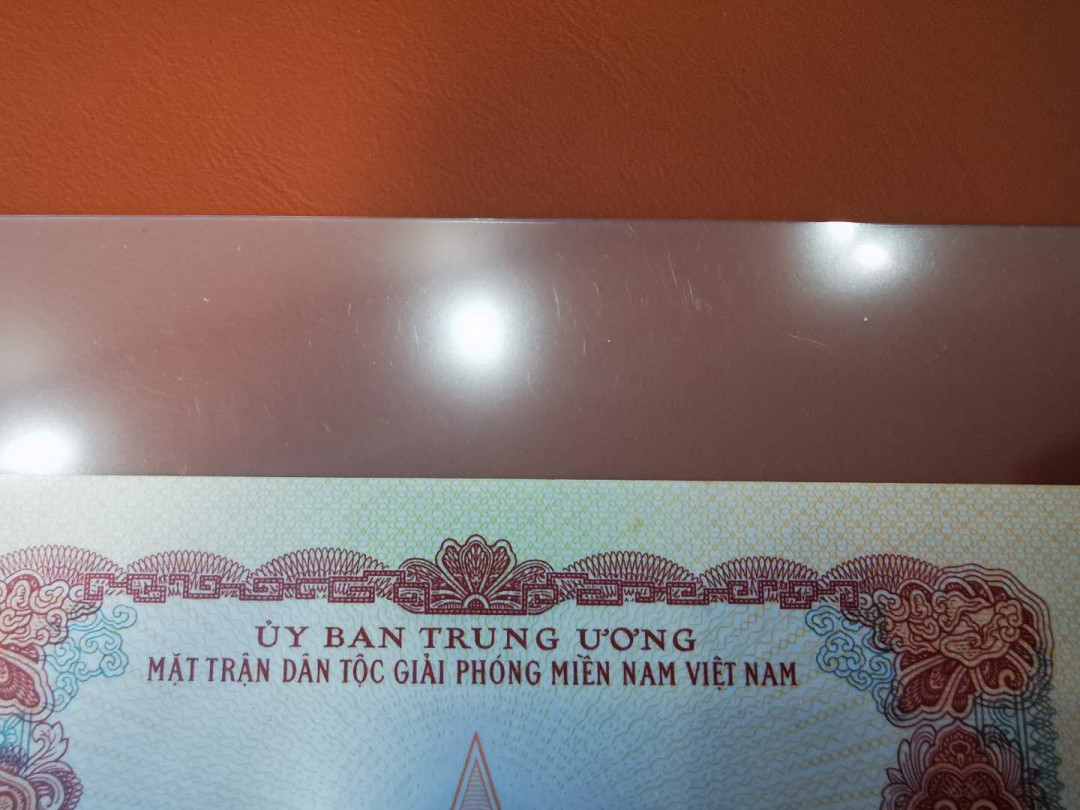 ỦY BAN TRUNG ƯƠNG
MẶT TRẬN DÂN TỘC GIẢI PHÓNG MIỀN NAM VIỆT NAM